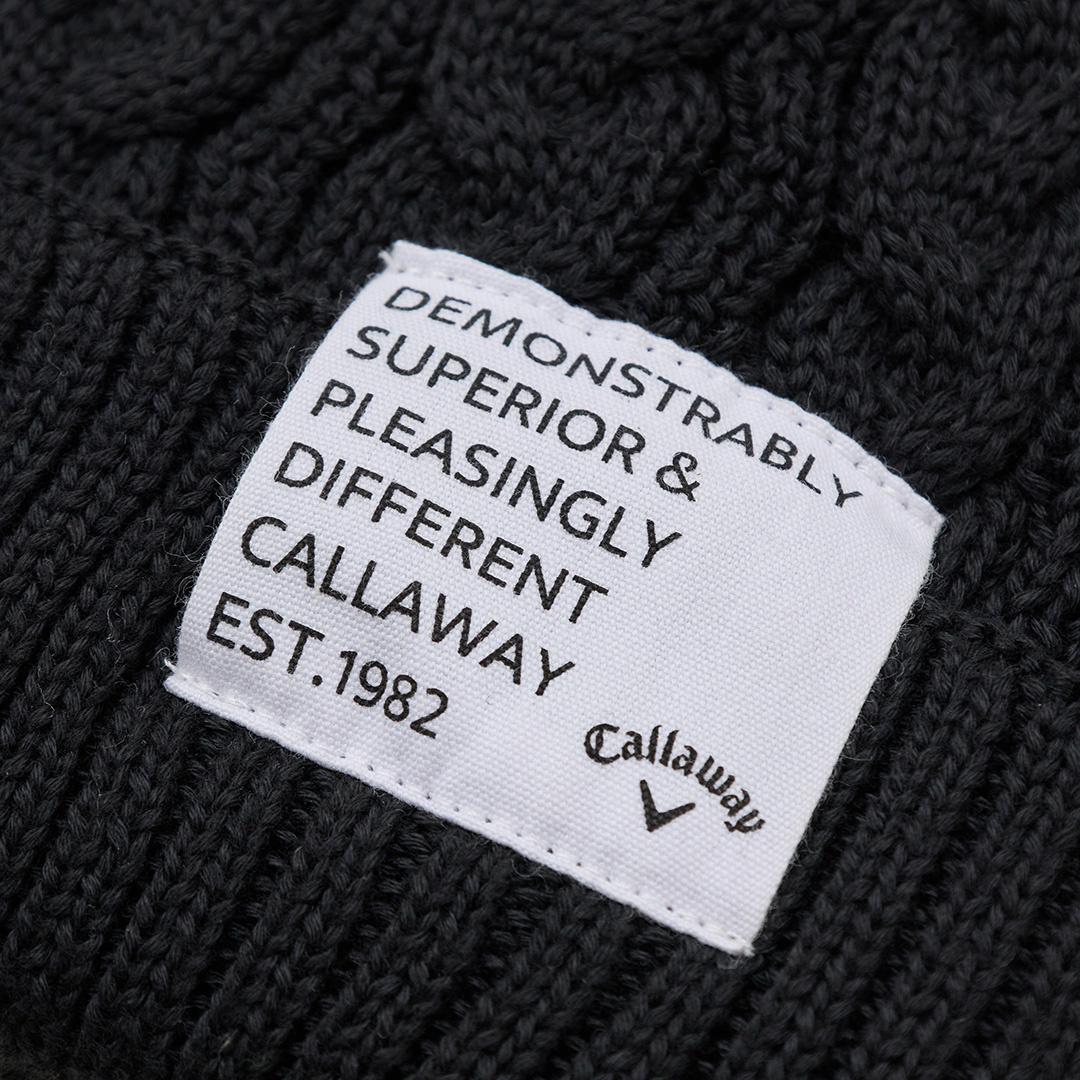 DEMONSTRABLY
SUPERIOR &
PLEASINGLY
DIFFERENT
CALLAWAY
EST.1982
Callaway